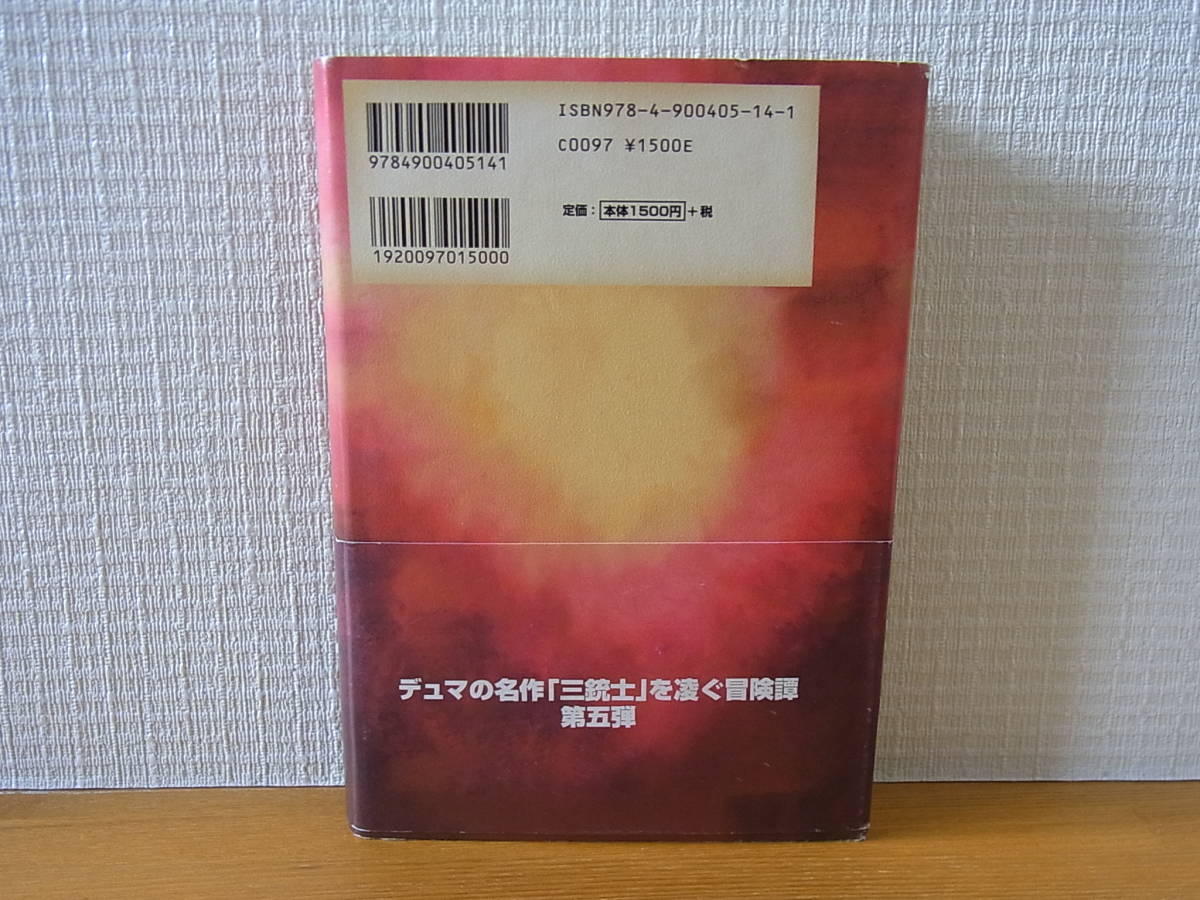 ISBN978-4-900405-14-1
9784900405141
C0097 ¥1500E
定価：本体1500円+税
1920097015000
デュマの名作「三銃士」を凌ぐ冒険譚
第五弾